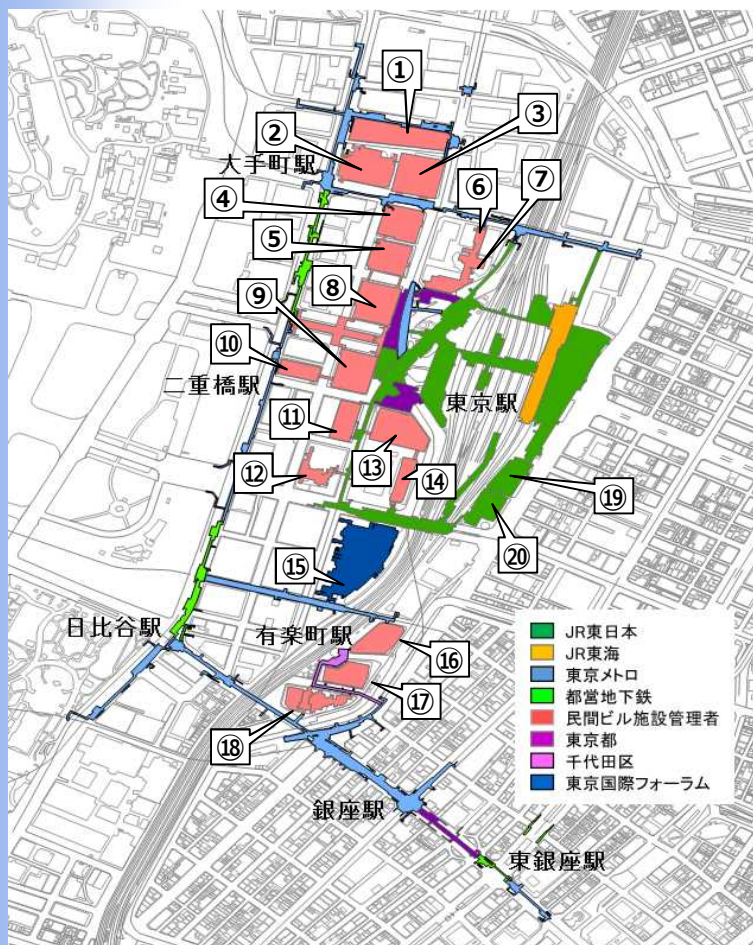 ①
②
③
大手町駅
④
⑥
⑦
⑤
⑧
⑨
⑩
二重橋駅
東京駅
⑪
⑫
⑬
⑭
⑲
⑳
⑮
日比谷駅
有楽町駅
⑯
⑰
⑱
銀座駅
東銀座駅
JR東日本
JR東海
東京メトロ
都営地下鉄
民間ビル施設管理者
東京都
千代田区
東京国際フォーラム